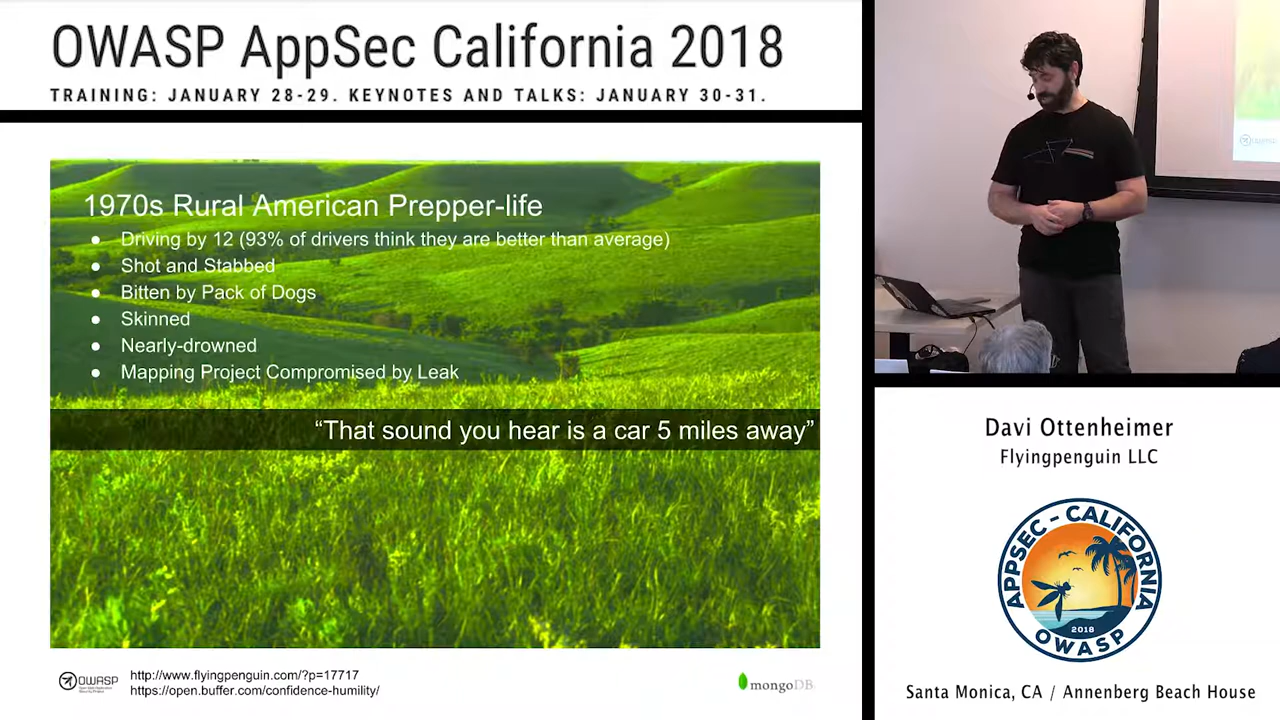 OWASP AppSec California 2018
TRAINING: JANUARY 28-29. KEYNOTES AND TALKS: JANUARY 30-31.
1970s Rural American Prepper-life
● Driving by 12 (93% of drivers think they are better than average)
● Shot and Stabbed
● Bitten by Pack of Dogs
● Skinned
● Nearly-drowned
● Mapping Project Compromised by Leak
“That sound you hear is a car 5 miles away”
OWASP
http://www.flyingpenguin.com/?p=17717
https://open.buffer.com/confidence-humility/
mongoDB
Davi Ottenheimer
Flyingpenguin LLC
APPSEC - CALIFORNIA
2018
OWASP
Santa Monica, CA / Annenberg Beach House